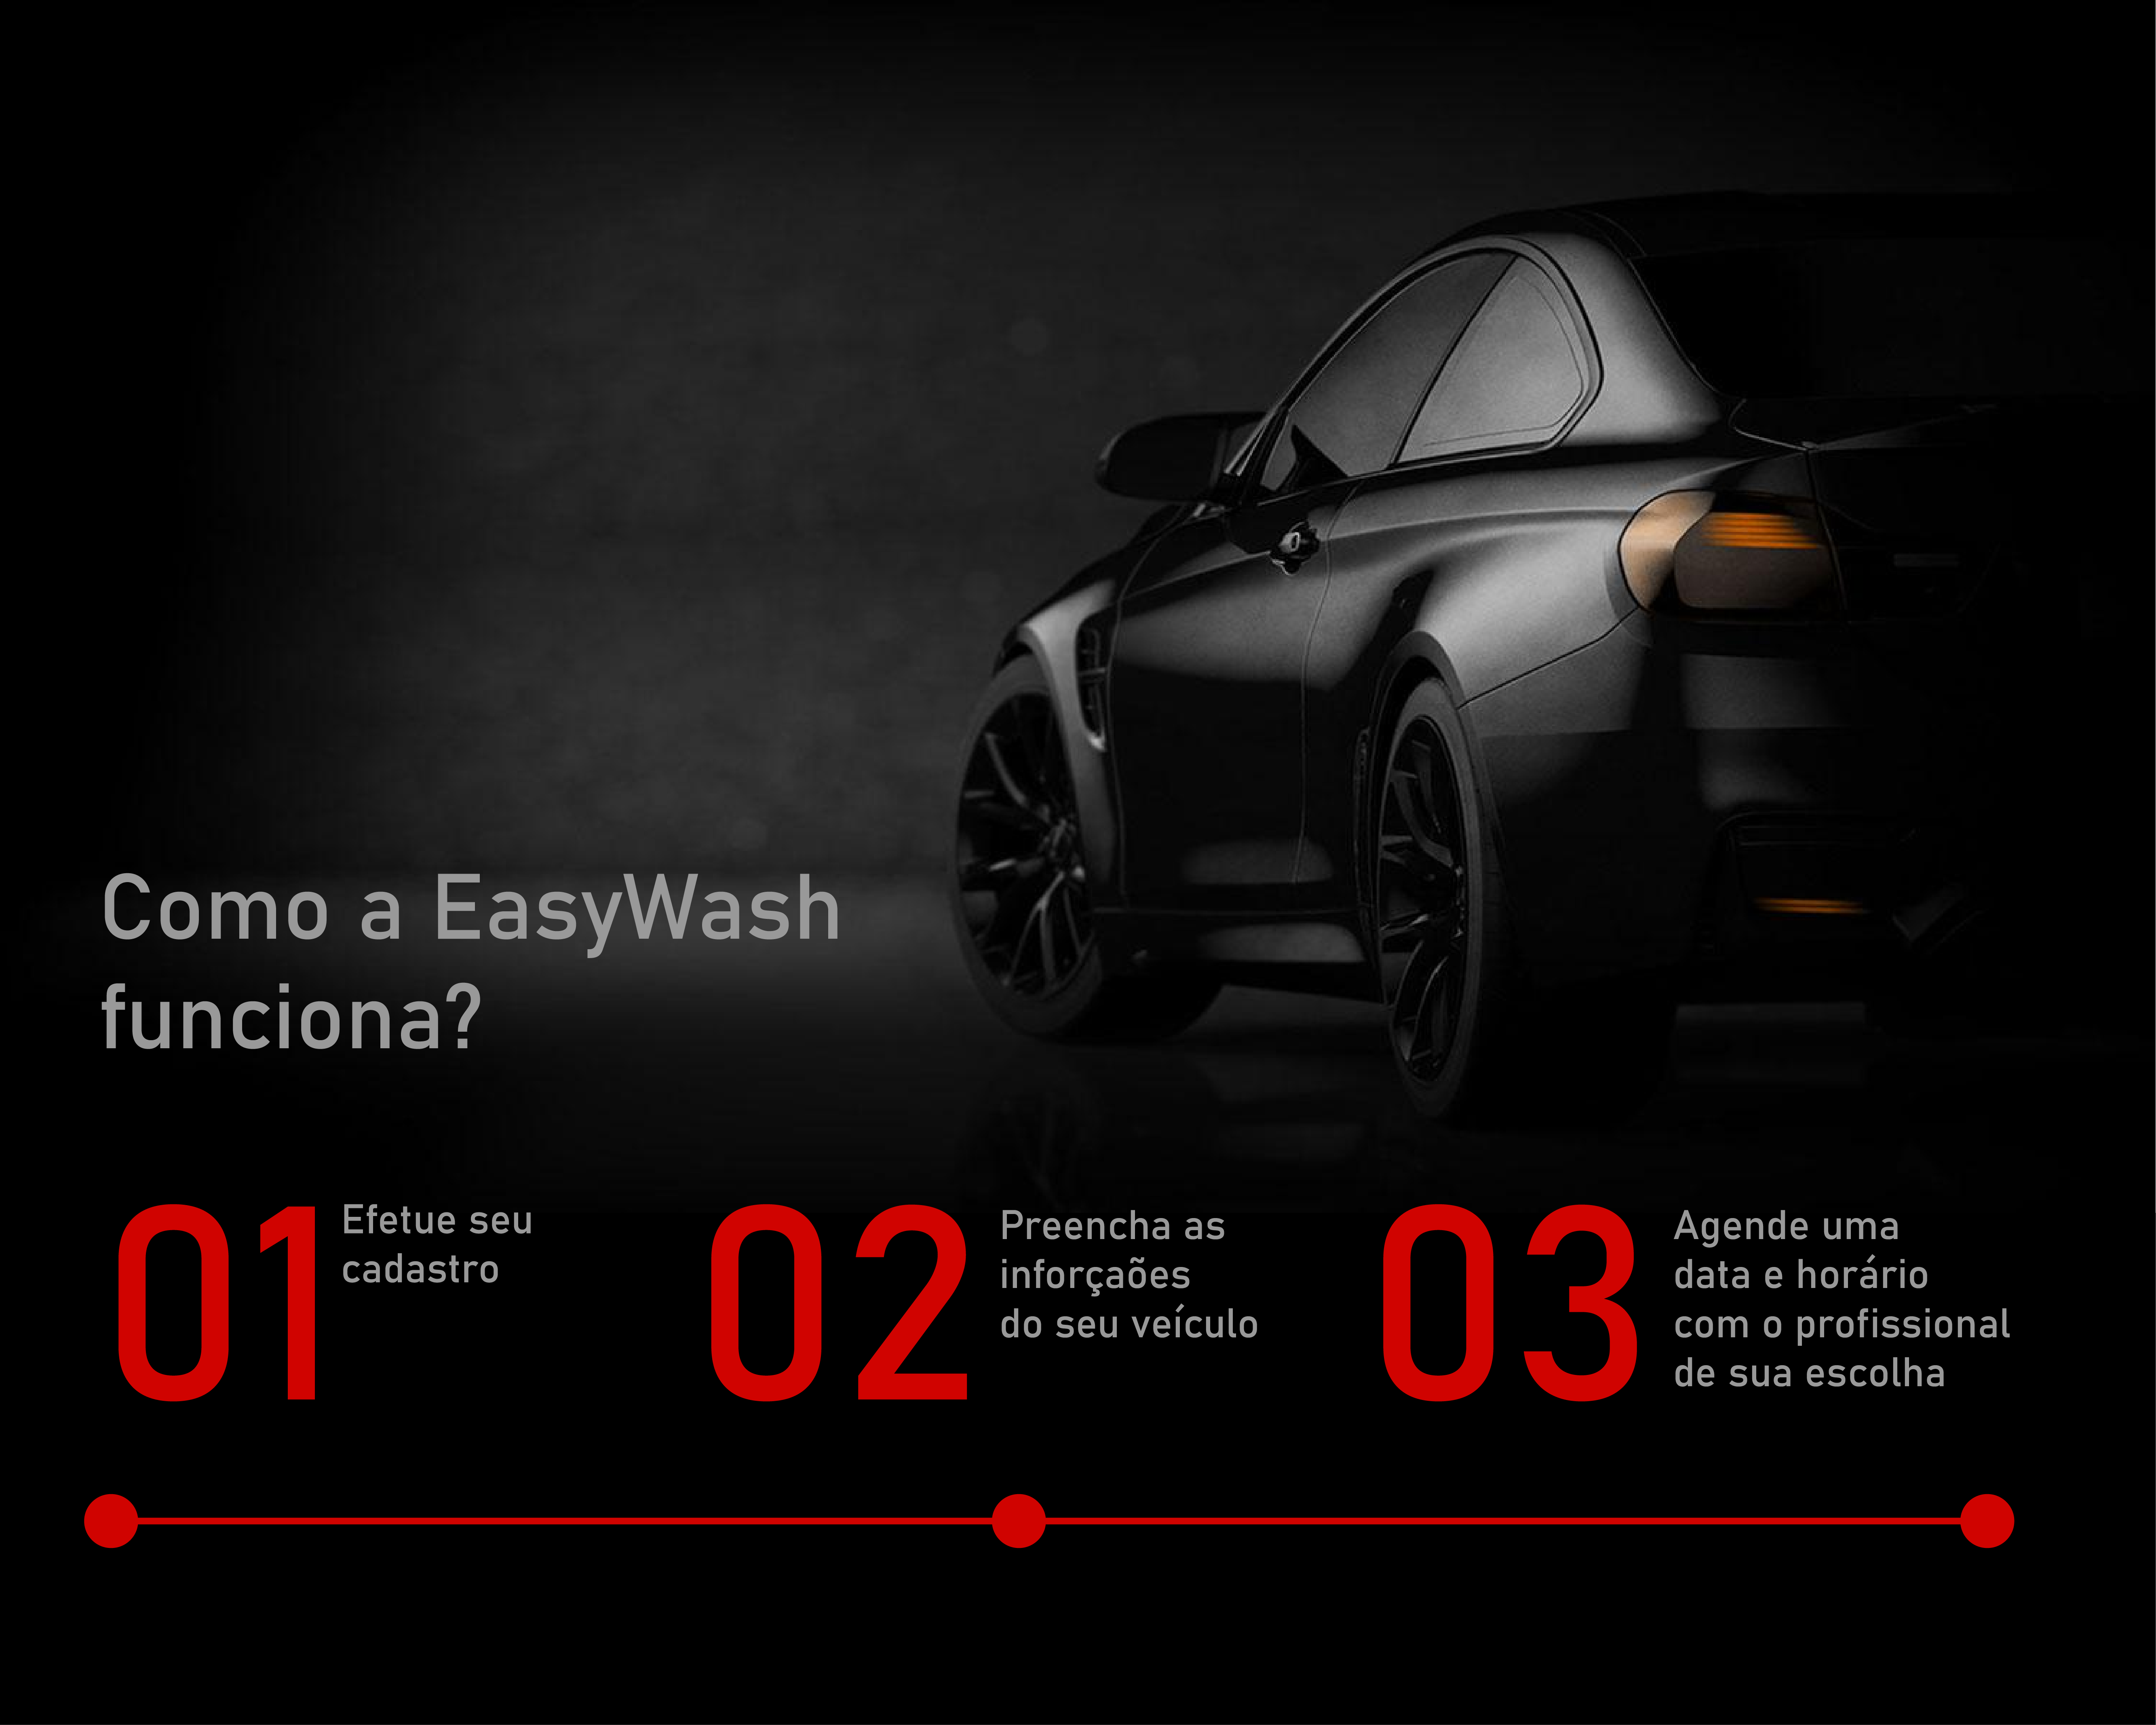 Como a EasyWash
funciona?
01
Efetue seu
cadastro
02
Preencha as
inforçaões
do seu veículo
03
Agende uma
data e horário
com o profissional
de sua escolha